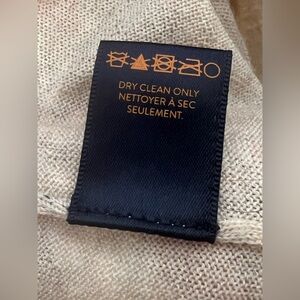 DRY CLEAN ONLY
NETTOYER À SEC
SEULEMENT.